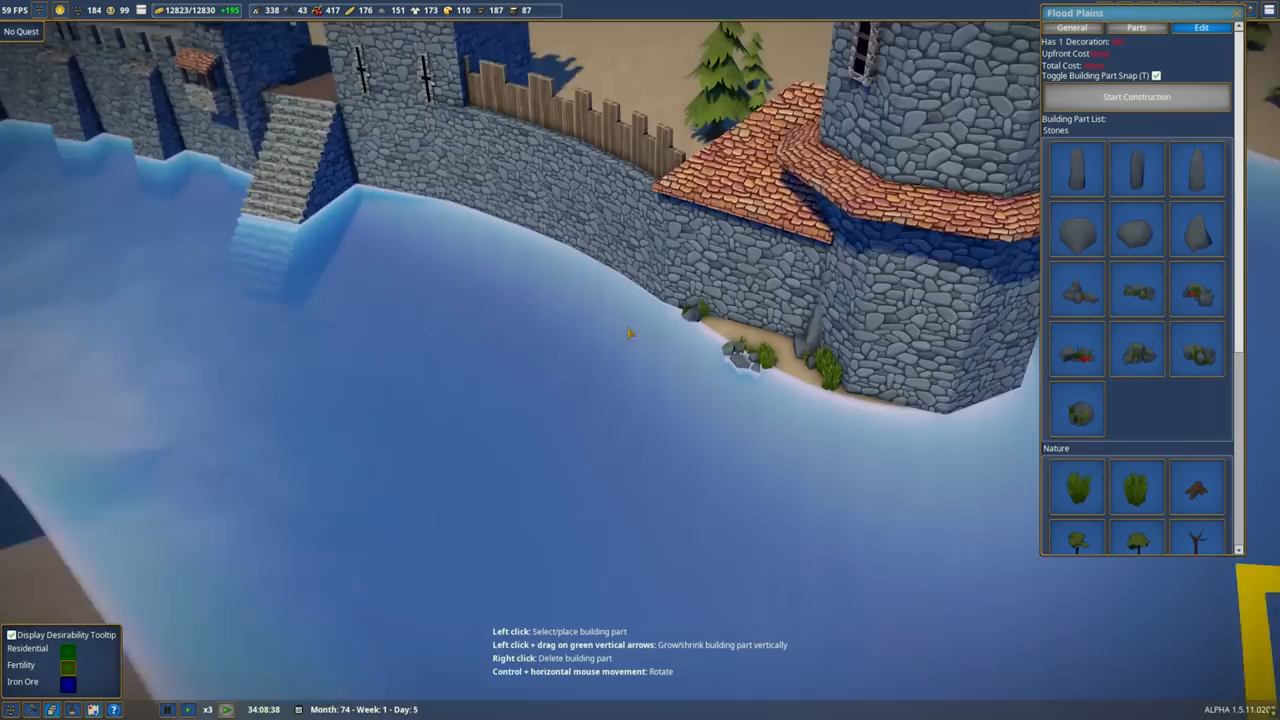 59 FPS 184 99 12823/12830 +195 338 43 417 176 151 173 110 187 87
No Quest
Flood Plains
General Parts Edit
Has 1 Decoration:
Upfront Cost
Total Cost:
Toggle Building Part Snap (T)
Start Construction
Building Part List:
Stones
Nature
Left click: Select/place building part
Left click + drag on green vertical arrows: Grow/shrink building part vertically
Right click: Delete building part
Control + horizontal mouse movement: Rotate
Display Desirability Tooltip
Residential
Fertility
Iron Ore
x3 34:08:38 Month: 74 - Week: 1 - Day: 5